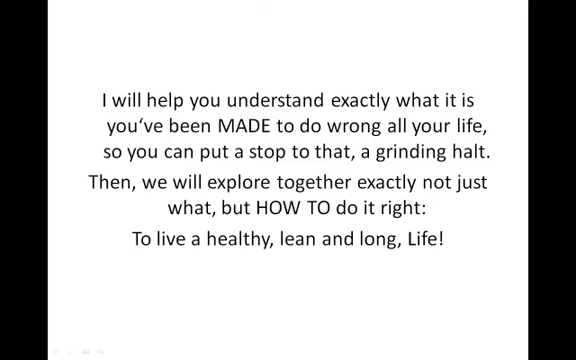 I will help you understand exactly what it is
you‘ve been MADE to do wrong all your life,
so you can put a stop to that, a grinding halt.
Then, we will explore together exactly not just
what, but HOW TO do it right:
To live a healthy, lean and long, Life!